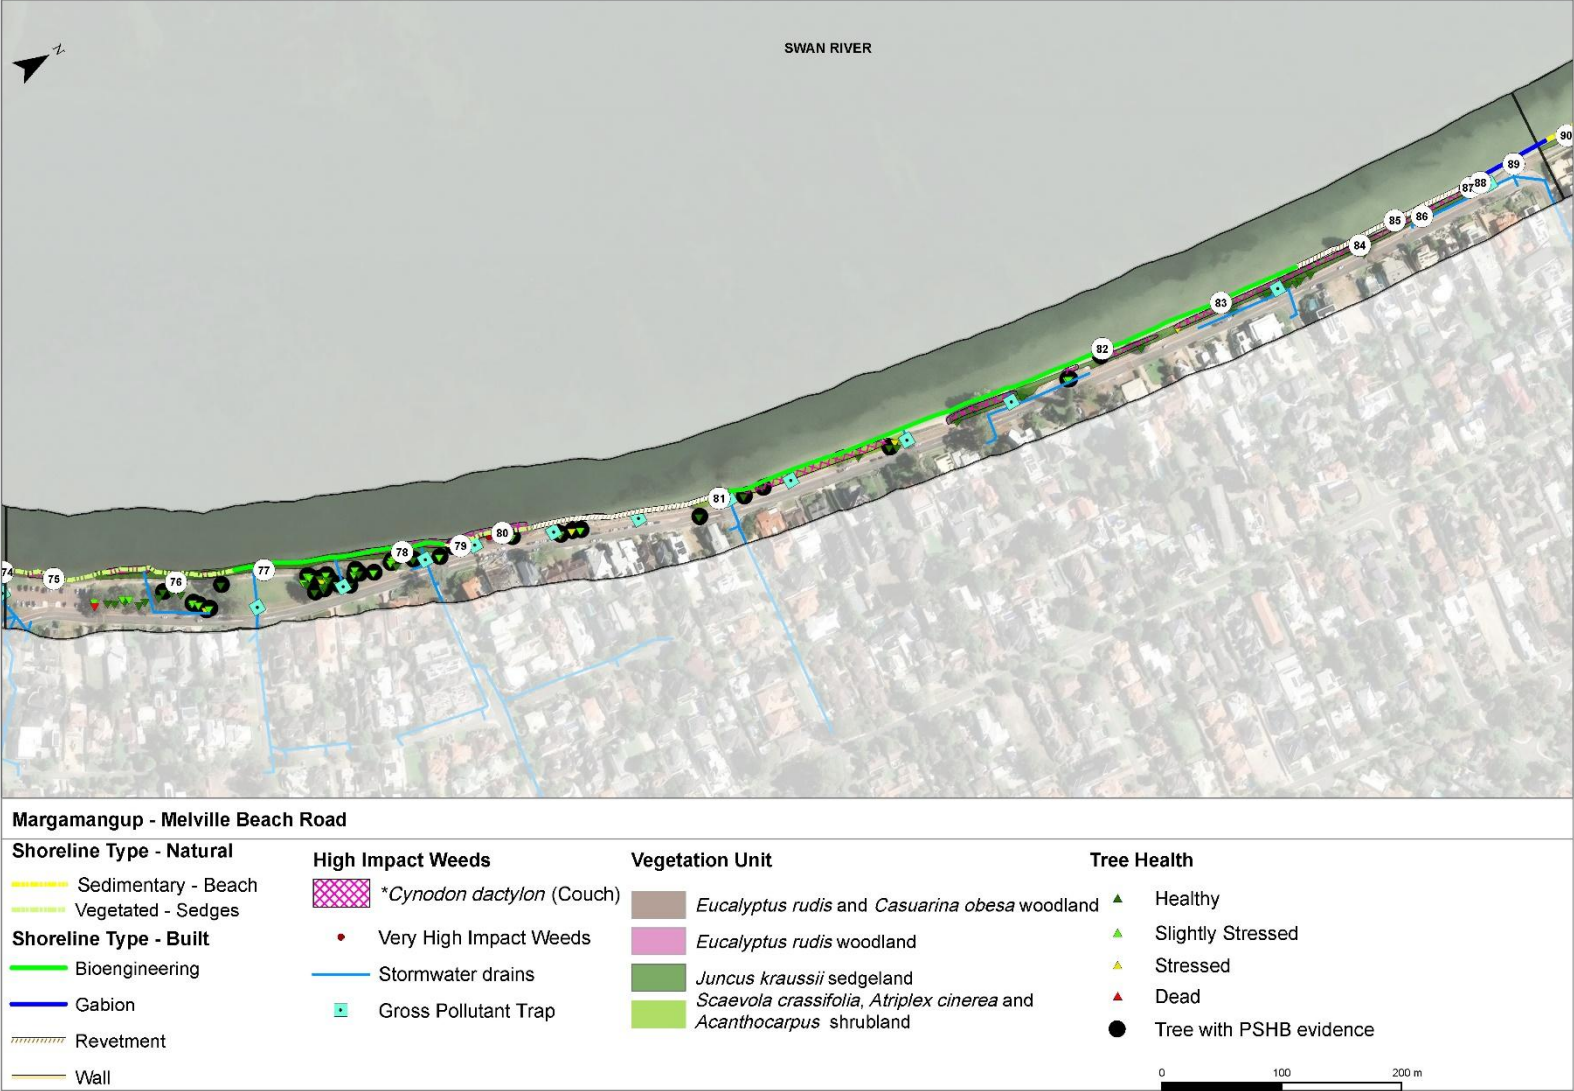 N
SWAN RIVER
90
89
88
87
86
85
84
83
82
81
80
79
78
77
76
75
74
Margamangup - Melville Beach Road
Shoreline Type - Natural
Sedimentary - Beach
Vegetated - Sedges
Shoreline Type - Built
Bioengineering
Gabion
Revetment
Wall
High Impact Weeds
*Cynodon dactylon (Couch)
Very High Impact Weeds
Stormwater drains
Gross Pollutant Trap
Vegetation Unit
Eucalyptus rudis and Casuarina obesa woodland
Eucalyptus rudis woodland
Juncus kraussii sedgeland
Scaevola crassifolia, Atriplex cinerea and
Acanthocarpus shrubland
Tree Health
Healthy
Slightly Stressed
Stressed
Dead
Tree with PSHB evidence
0 100 200 m